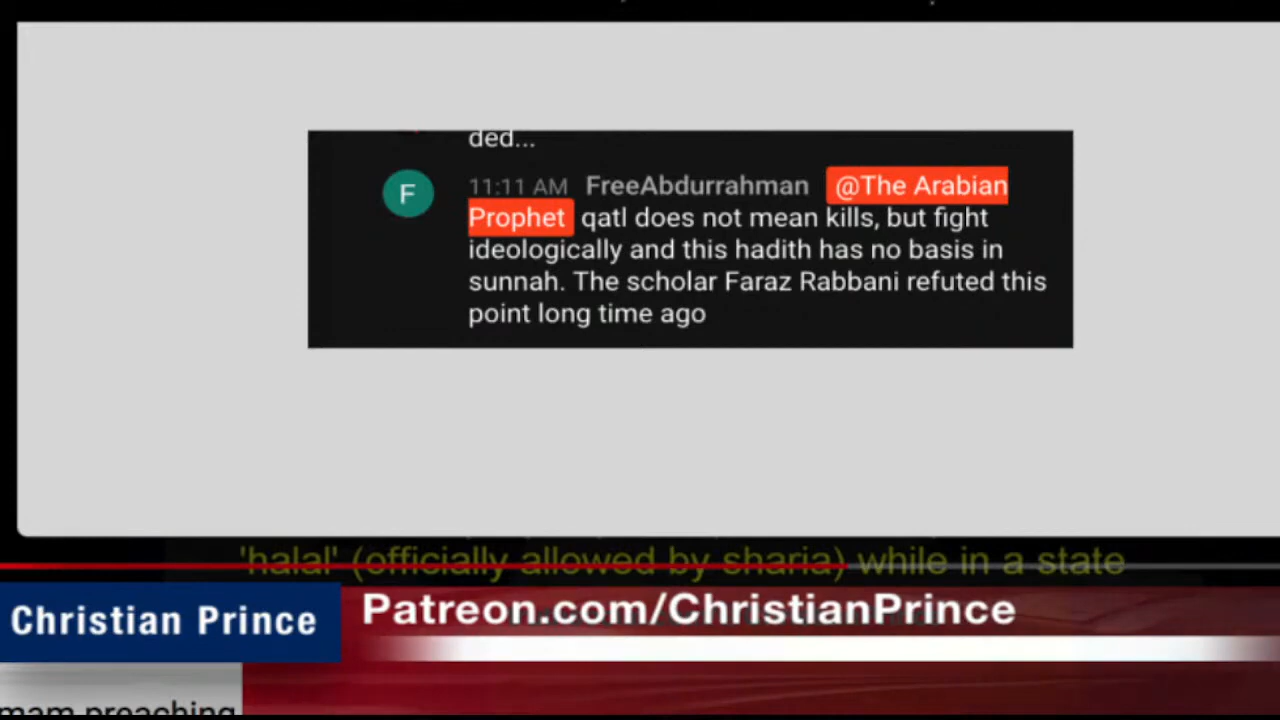 ded...
F
11:11 AM FreeAbdurrahman @The Arabian
Prophet qatl does not mean kills, but fight
ideologically and this hadith has no basis in
sunnah. The scholar Faraz Rabbani refuted this
point long time ago
'halal' (officially allowed by sharia) while in a state
Christian Prince
Patreon.com/ChristianPrince
preaching